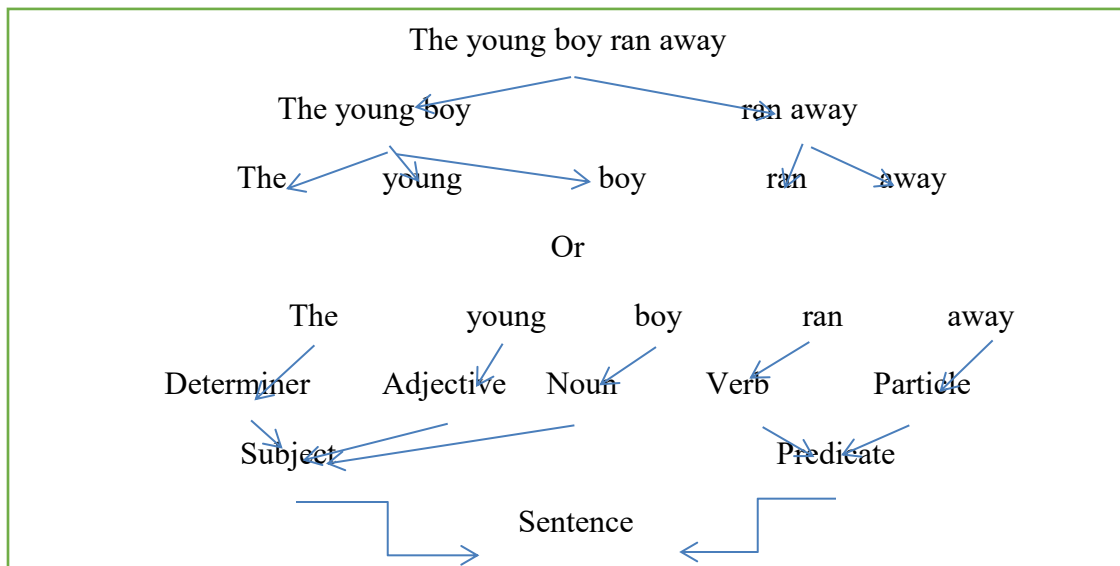 The young boy ran away
The young boy ran away
The young boy ran away
Or
The young boy ran away
Determiner Adjective Noun Verb Particle
Subject Predicate
Sentence